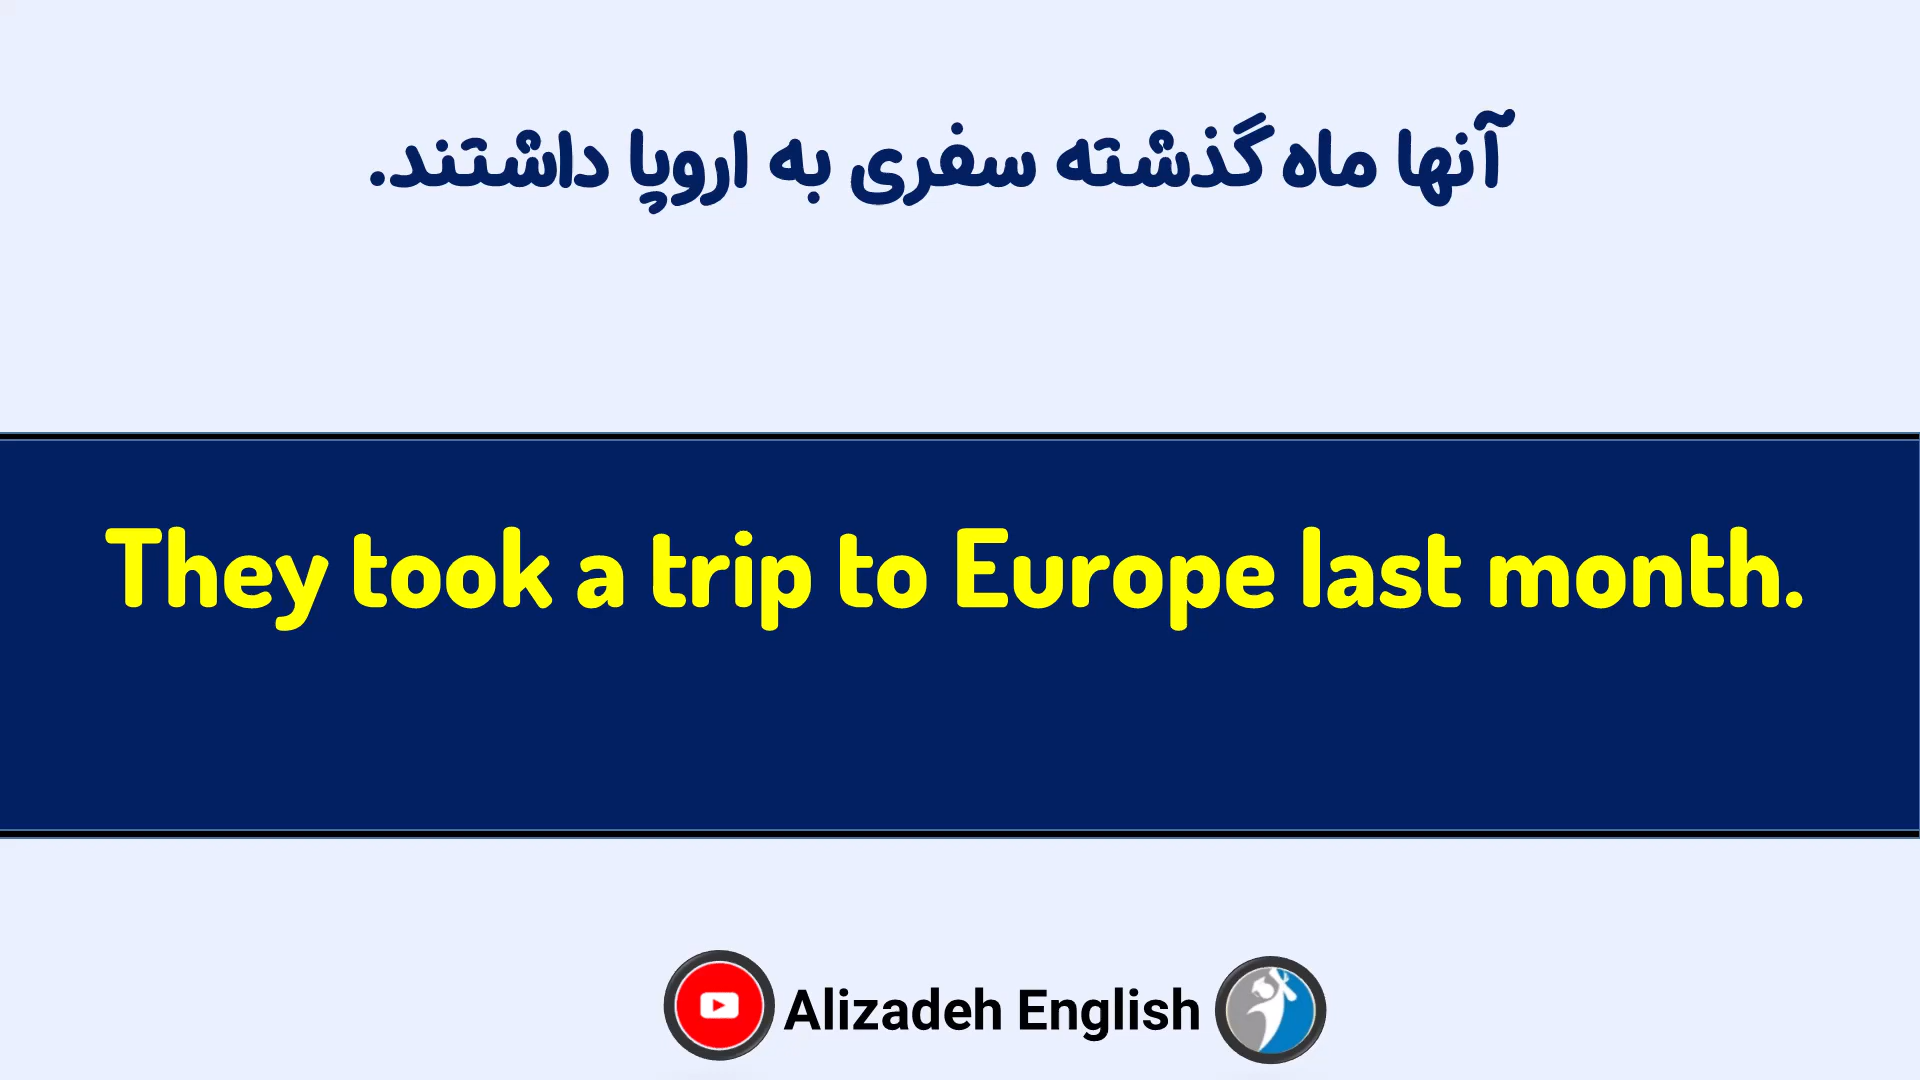 آنها ماه گذشته سفری به اروپا داشتند.
They took a trip to Europe last month.
Alizadeh English